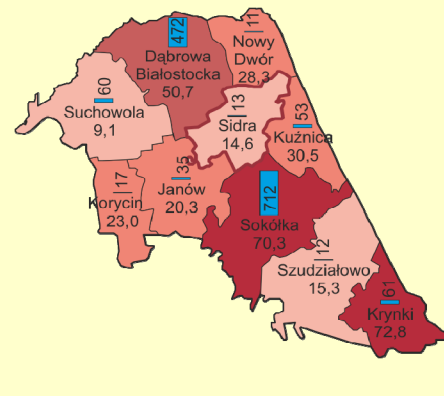 472
Dąbrowa
Białostocka
50,7
11
Nowy
Dwór
28,3
60
Suchowola
9,1
13
Sidra
14,6
53
Kuźnica
30,5
17
Korycin
23,0
35
Janów
20,3
712
Sokółka
70,3
12
Szudziałowo
15,3
61
Krynki
72,8